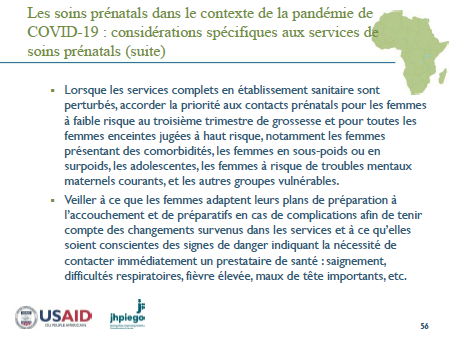 Les soins prénatals dans le contexte de la pandémie de
COVID-19 : considérations spécifiques aux services de
soins prénatals (suite)
• Lorsque les services complets en établissement sanitaire sont
perturbés, accorder la priorité aux contacts prénatals pour les femmes
à faible risque au troisième trimestre de grossesse et pour toutes les
femmes enceintes jugées à haut risque, notamment les femmes
présentant des comorbidités, les femmes en sous-poids ou en
surpoids, les adolescentes, les femmes à risque de troubles mentaux
maternels courants, et les autres groupes vulnérables.
• Veiller à ce que les femmes adaptent leurs plans de préparation à
l'accouchement et de préparatifs en cas de complications afin de tenir
compte des changements survenus dans les services et à ce qu'elles
soient conscientes des signes de danger indiquant la nécessité de
contacter immédiatement un prestataire de santé : saignement,
difficultés respiratoires, fièvre élevée, maux de tête importants, etc.
USAID
jhpiego
56